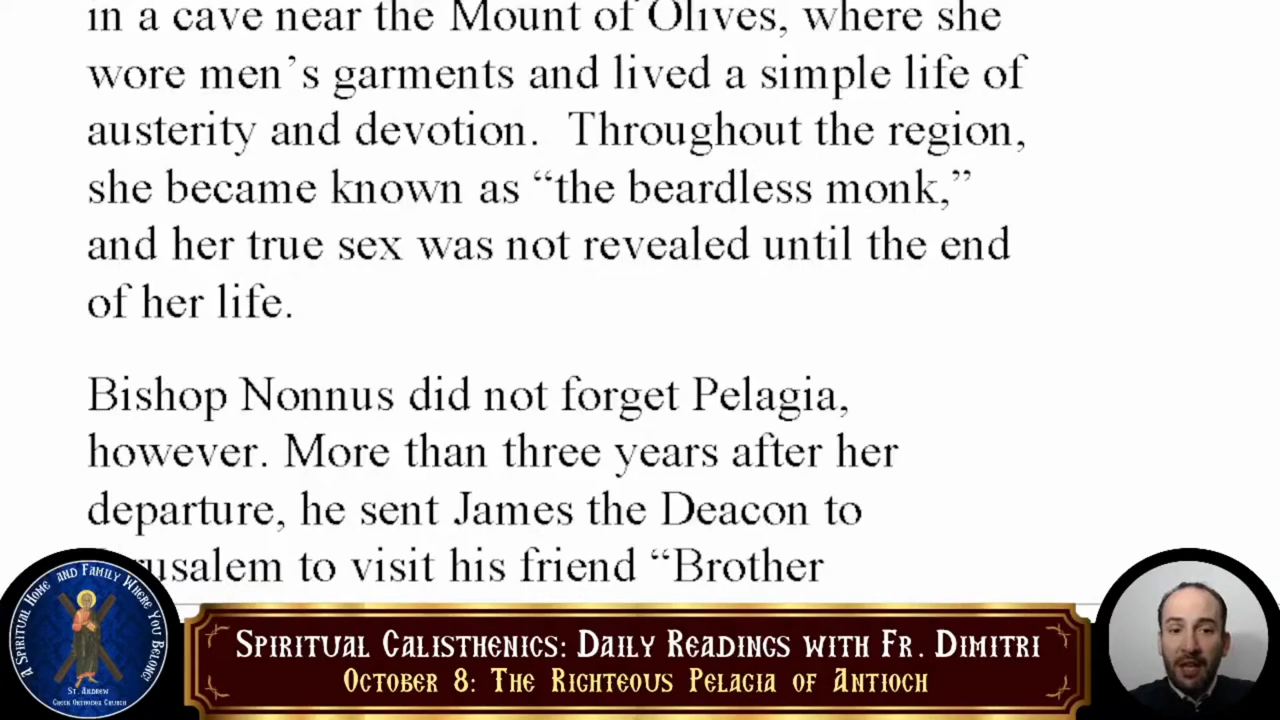 in a cave near the Mount of Olives, where she
wore men’s garments and lived a simple life of
austerity and devotion.  Throughout the region,
she became known as “the beardless monk,”
and her true sex was not revealed until the end
of her life.
Bishop Nonnus did not forget Pelagia,
however. More than three years after her
departure, he sent James the Deacon to
rusalem to visit his friend “Brother
A Spiritual Home and Family Where You Belong!
St. Andrew
Greek Orthodox Church
Spiritual Calisthenics: Daily Readings with Fr. Dimitri
October 8: The Righteous Pelagia of Antioch